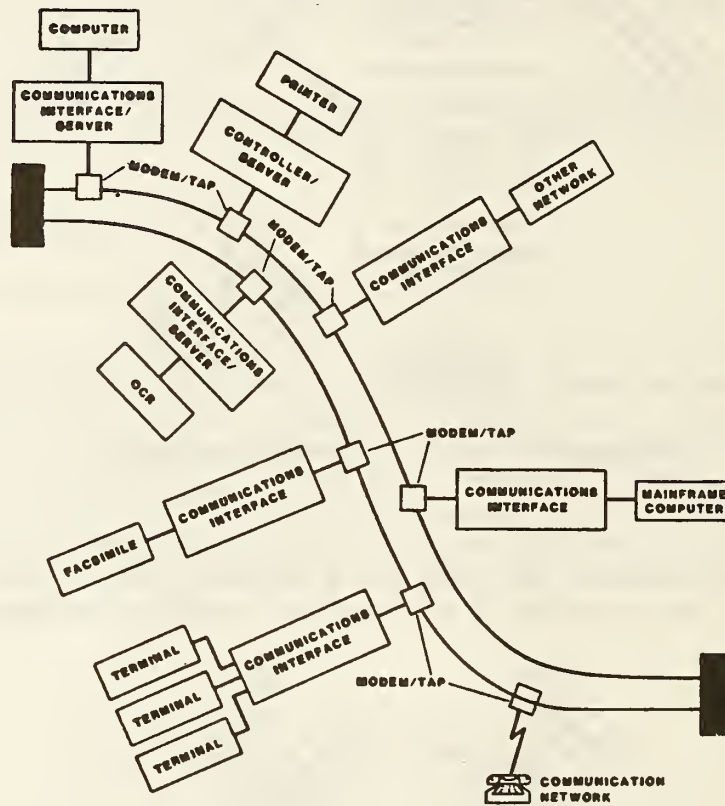 COMPUTER
COMMUNICATIONS
INTERFACE/
SERVER
MODEM/TAP
PRINTER
CONTROLLER/
SERVER
MODEM/TAP
OTHER
NETWORK
COMMUNICATIONS
INTERFACE
COMMUNICATIONS
INTERFACE/
SERVER
OCR
MODEM/TAP
COMMUNICATIONS
INTERFACE
MAINFRAME
COMPUTER
COMMUNICATIONS
INTERFACE
FACSIMILE
COMMUNICATIONS
INTERFACE
TERMINAL
TERMINAL
TERMINAL
MODEM/TAP
COMMUNICATION
NETWORK